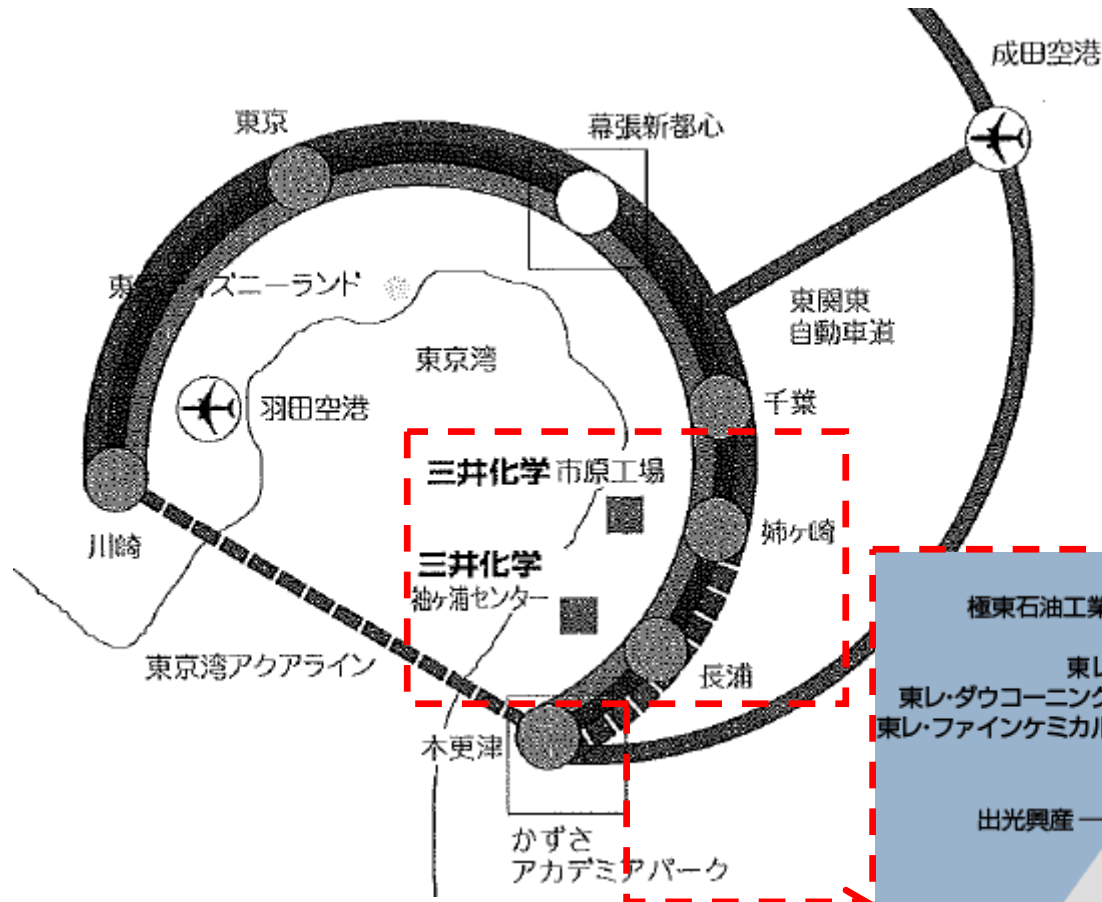 成田空港
東京
幕張新都心
東京ディズニーランド
東関東
自動車道
東京湾
羽田空港
千葉
三井化学 市原工場
川崎
姉ヶ崎
三井化学
袖ヶ浦センター
極東石油工業
東京湾アクアライン
長浦
東レ
東レ・ダウコーニング
東レ・ファインケミカル
木更津
出光興産
かずさ
アカデミアパーク